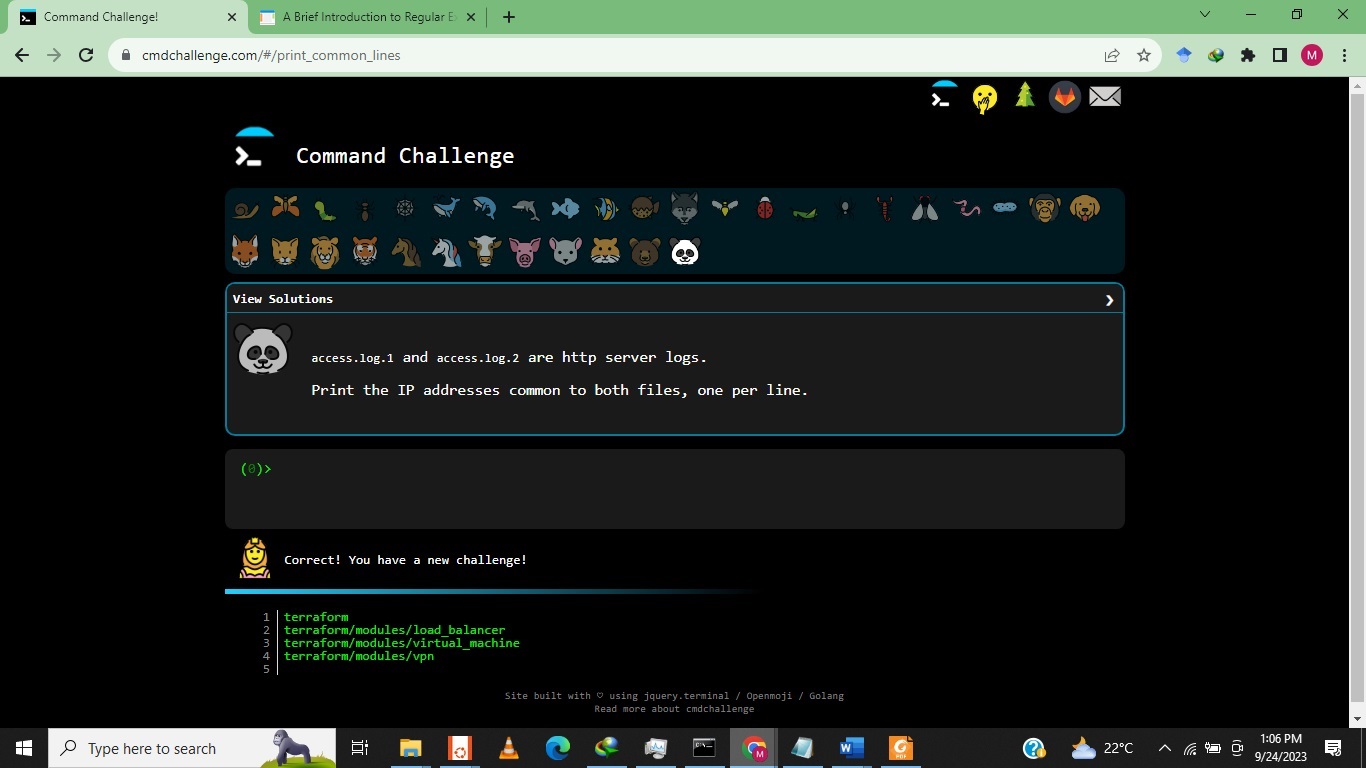 Command Challenge!
A Brief Introduction to Regular Ex
cmdchallenge.com/#/print_common_lines
M
Command Challenge
View Solutions
access.log.1 and access.log.2 are http server logs.
Print the IP addresses common to both files, one per line.
(0)>
Correct! You have a new challenge!
1 terraform
2 terraform/modules/load_balancer
3 terraform/modules/virtual_machine
4 terraform/modules/vpn
5
Site built with ♡ using jquery.terminal / Openmoji / Golang
Read more about cmdchallenge
Type here to search
22°C
1:06 PM
9/24/2023